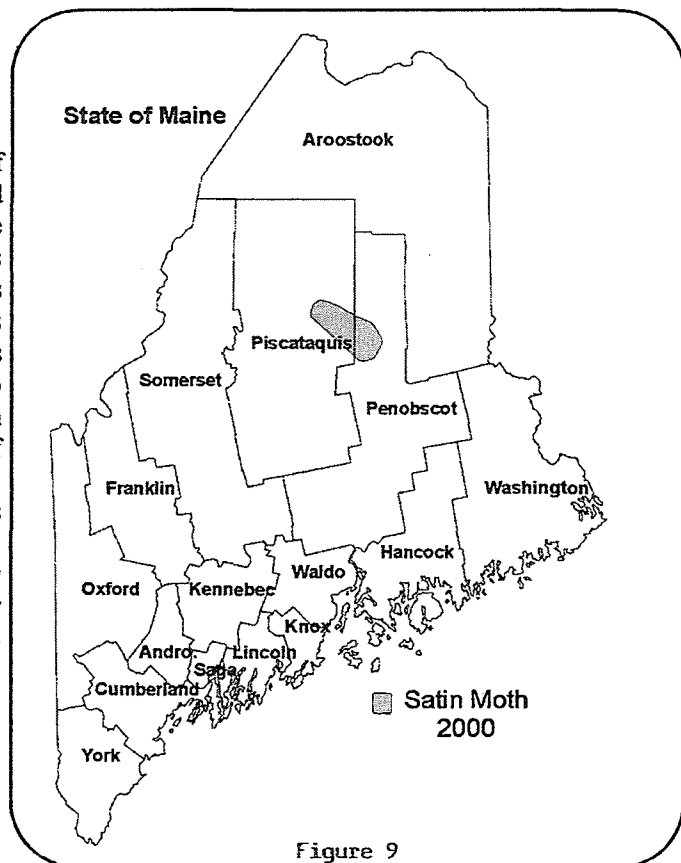 State of Maine
Aroostook
Piscataquis
Somerset
Penobscot
Franklin
Washington
Hancock
Oxford
Kennebec
Waldo
Knox
Andro.
Saga.
Lincoln
Cumberland
York
Satin Moth
2000
Figure 9